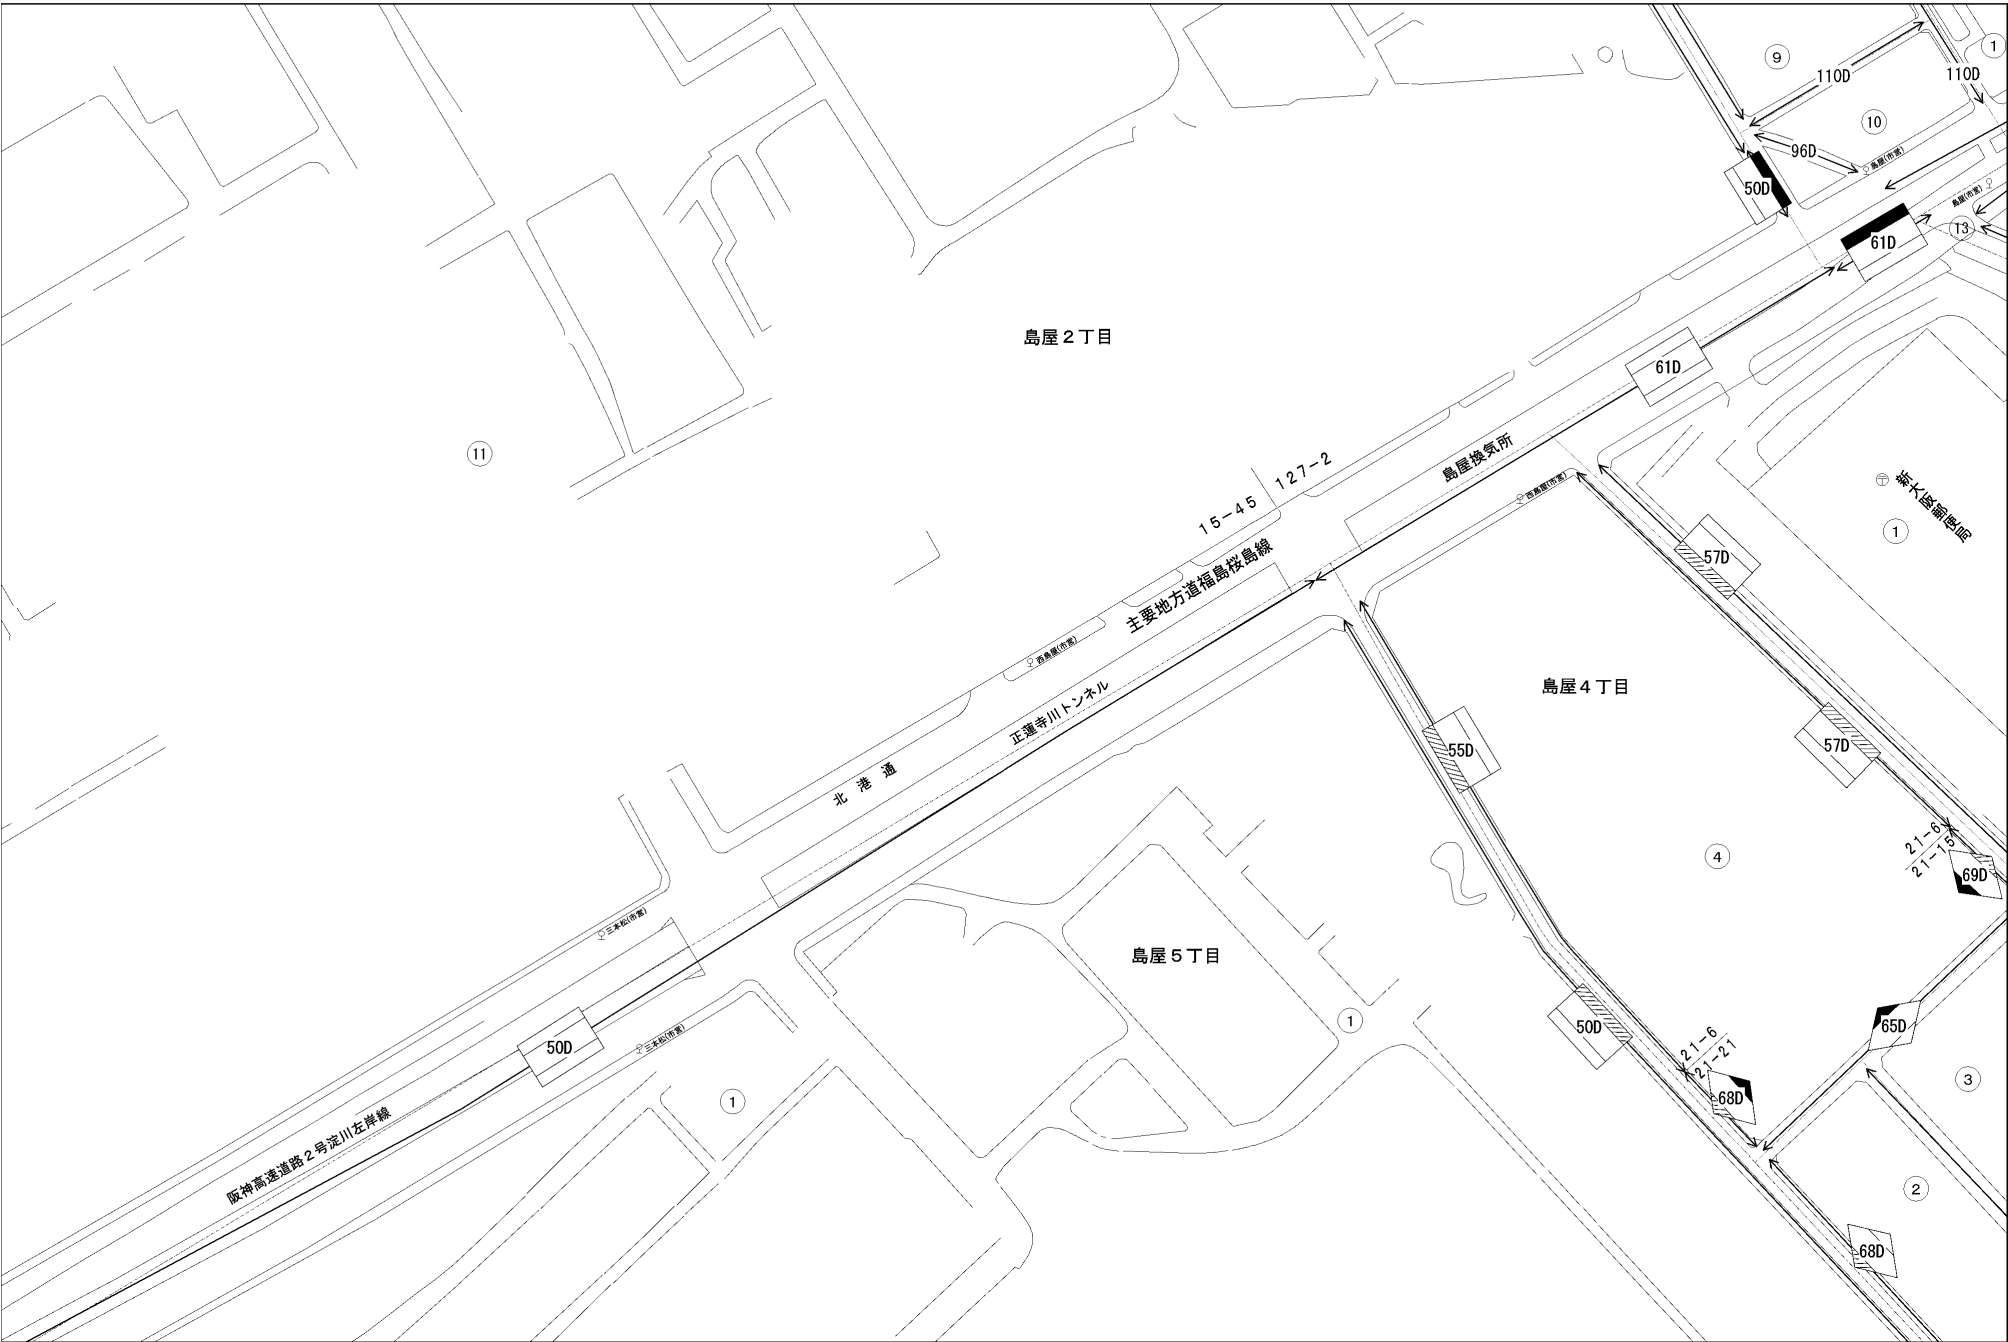 9
1
110D
110D
10
96D
島屋(市営)
50D
島屋(市営)
13
61D
島屋2丁目
61D
11
島屋換気所
127-2
15-45
西島屋(市営)
〒
新大阪郵便局
1
57D
主要地方道福島桜島線
西島屋(市営)
島屋4丁目
正蓮寺川トンネル
55D
57D
北港通
21-6
21-15
4
69D
三本松(市営)
島屋5丁目
1
50D
65D
50D
三本松(市営)
21-6
21-21
3
68D
1
阪神高速道路2号淀川左岸線
2
68D